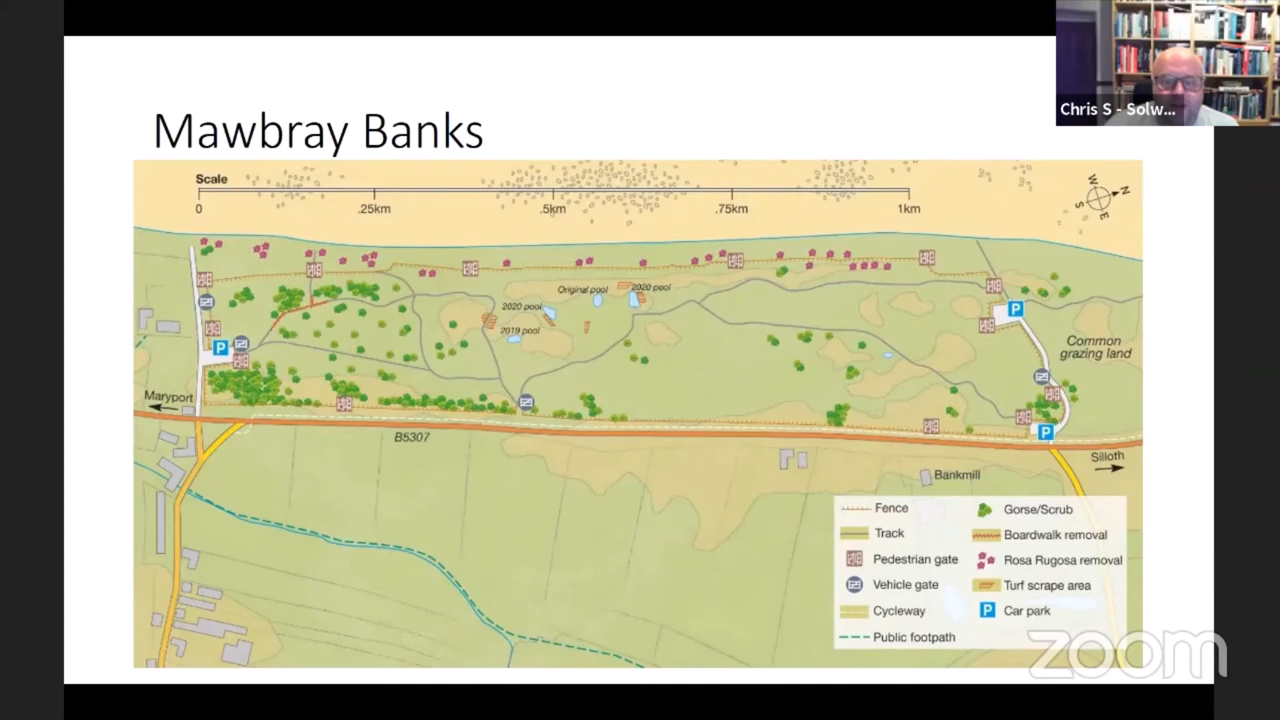 Chris S - Solw...
Mawbray Banks
Scale
0 .25km .5km .75km 1km
W N S E
P
Original pool
2020 pool
2020 pool
2019 pool
P
Common
grazing land
Maryport
B5307
P
Silloth
Bankmill
Fence
Gorse/Scrub
Track
Boardwalk removal
Pedestrian gate
Rosa Rugosa removal
Vehicle gate
Turf scrape area
Cycleway
P Car park
Public footpath
zoom